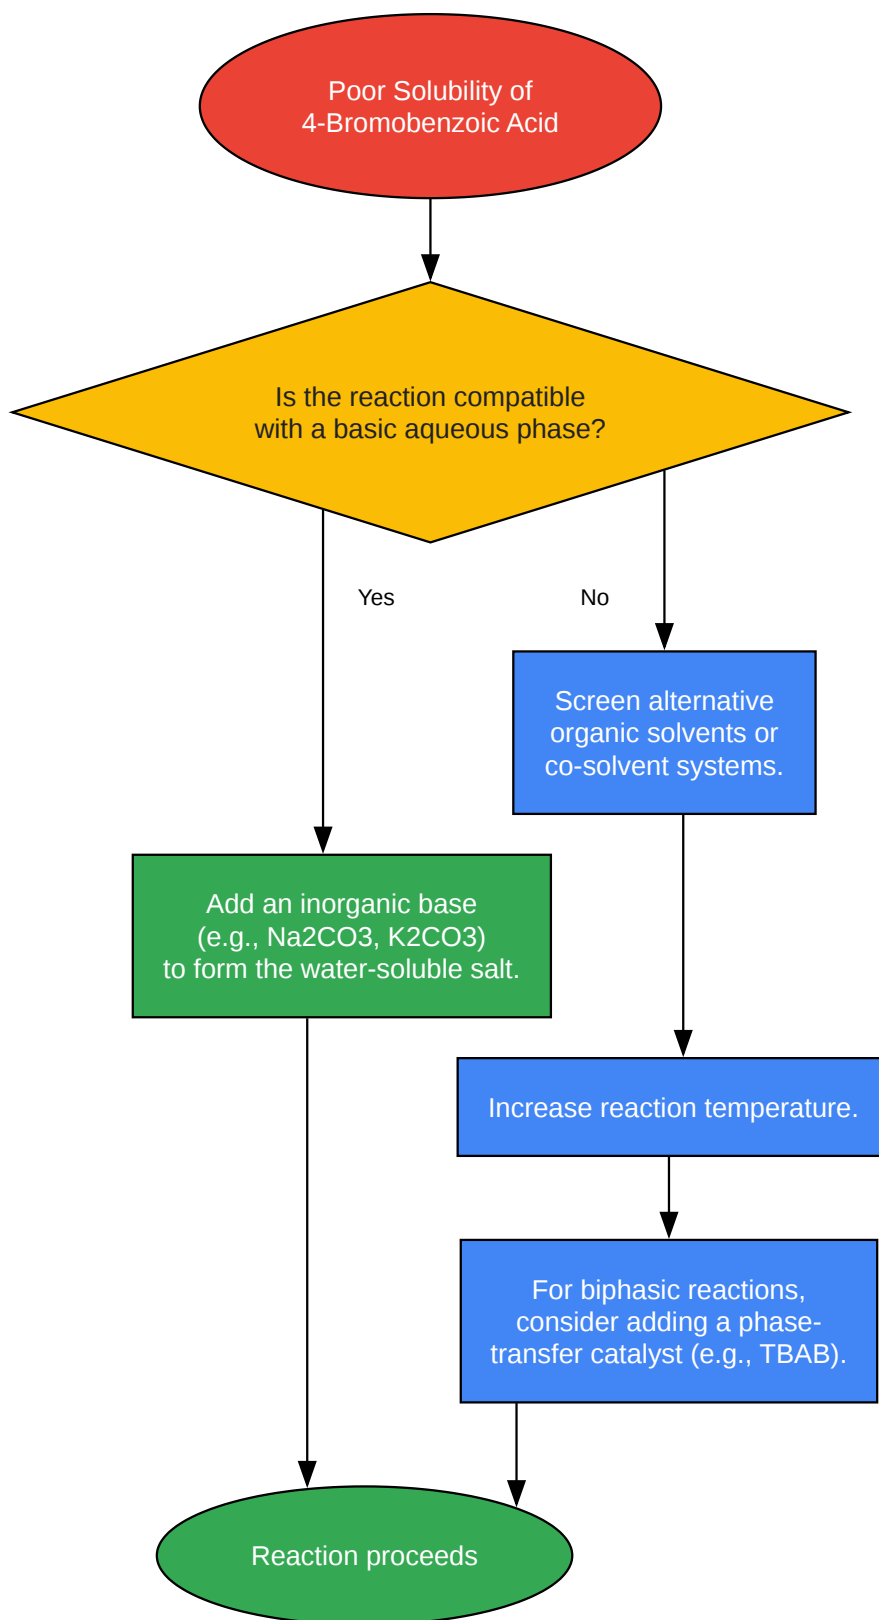 Poor Solubility of
4-Bromobenzoic Acid
Is the reaction compatible
with a basic aqueous phase?
Yes
No
Screen alternative
organic solvents or
co-solvent systems.
Add an inorganic base
(e.g., Na2CO3, K2CO3)
to form the water-soluble salt.
Increase reaction temperature.
For biphasic reactions,
consider adding a phase-
transfer catalyst (e.g., TBAB).
Reaction proceeds